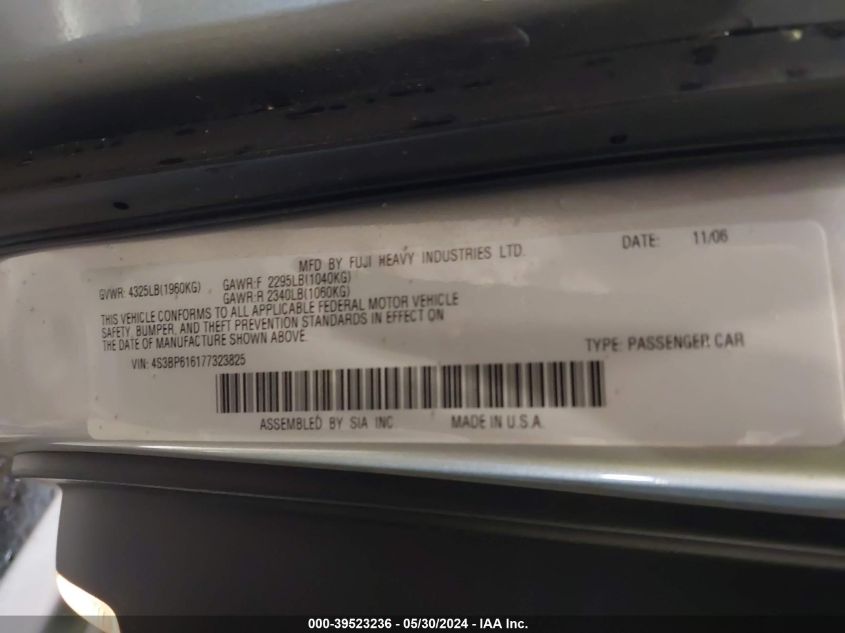 MFD BY FUJI HEAVY INDUSTRIES LTD. DATE: 11/06
GVWR: 4325LB(1960KG) GAWR:F 2295LB(1040KG)
GAWR:R 2340LB(1060KG)
THIS VEHICLE CONFORMS TO ALL APPLICABLE FEDERAL MOTOR VEHICLE
SAFETY, BUMPER, AND THEFT PREVENTION STANDARDS IN EFFECT ON
THE DATE OF MANUFACTURE SHOWN ABOVE.
VIN: 4S3BP616177323825 TYPE: PASSENGER CAR
ASSEMBLED BY SIA INC MADE IN U.S.A.
000-39523236 - 05/30/2024 - IAA Inc.